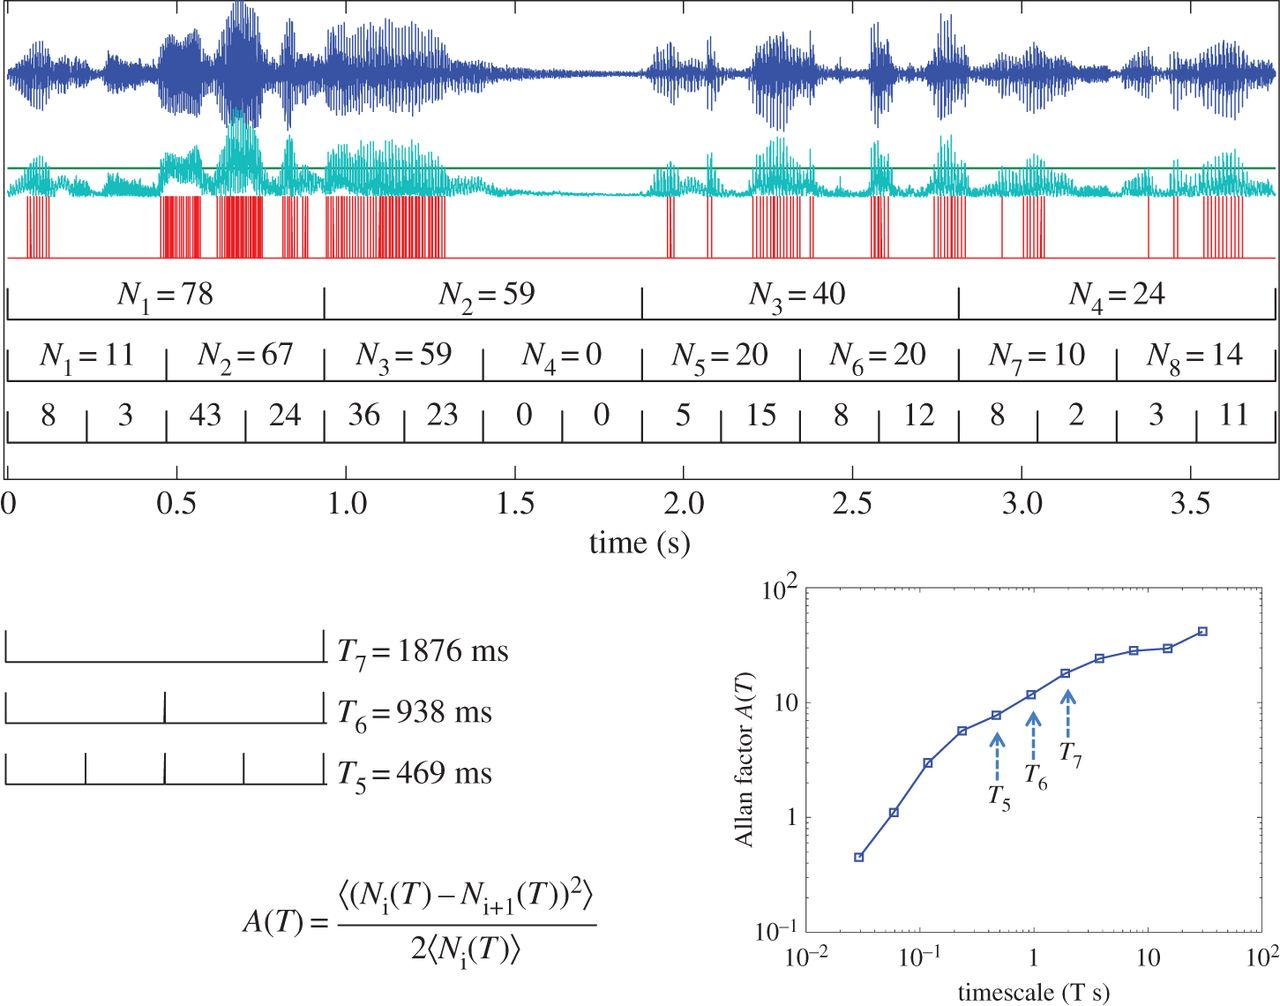 N₁ = 78 N₂ = 59 N₃ = 40 N₄ = 24
N₁ = 11 N₂ = 67 N₃ = 59 N₄ = 0 N₅ = 20 N₆ = 20 N₇ = 10 N₈ = 14
8 3 43 24 36 23 0 0 5 15 8 12 8 2 3 11
0 0.5 1.0 1.5 2.0 2.5 3.0 3.5
time (s)
T₇ = 1876 ms
T₆ = 938 ms
T₅ = 469 ms
A(T) = ⟨(Nᵢ(T) – Nᵢ₊₁(T))²⟩ / 2⟨Nᵢ(T)⟩
Allan factor A(T)
10²
10
1
10⁻¹
T₅ T₆ T₇
10⁻² 10⁻¹ 1 10 10²
timescale (T s)